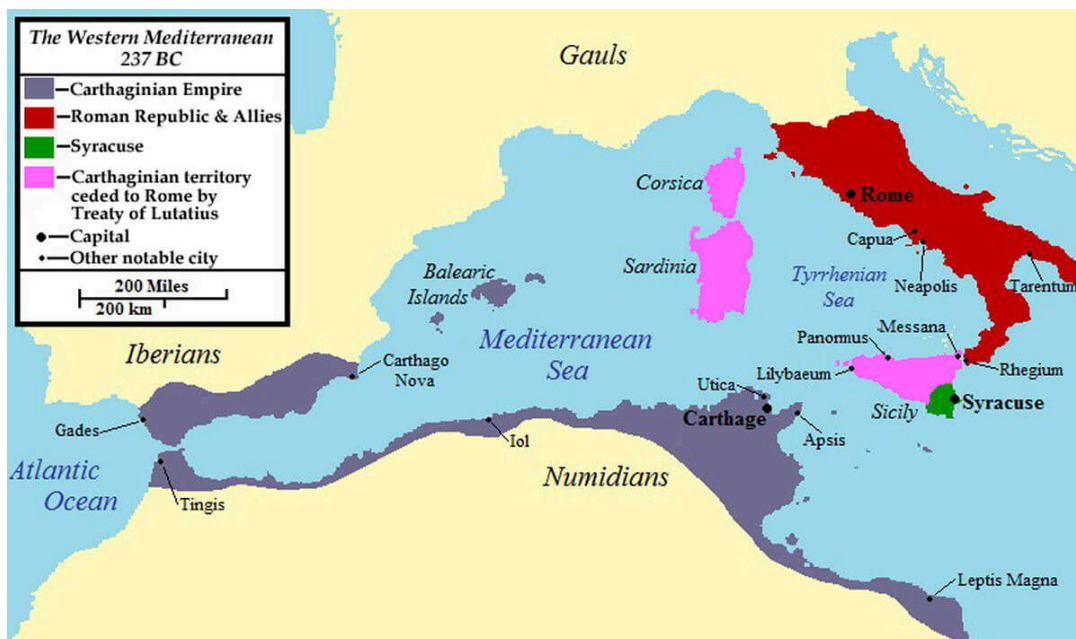 The Western Mediterranean
237 BC
Carthaginian Empire
Roman Republic & Allies
Syracuse
Carthaginian territory
ceded to Rome by
Treaty of Lutatius
Capital
Other notable city
200 Miles
200 km
Gauls
Corsica
Rome
Capua
Sardinia
Balearic
Islands
Tyrrhenian
Sea
Neapolis
Tarentum
Mediterranean
Sea
Iberians
Carthago
Nova
Panormus
Messana
Lilybaeum
Rhegium
Utica
Carthage
Sicily
Syracuse
Gades
Iol
Apsis
Atlantic
Ocean
Tingis
Numidians
Leptis Magna